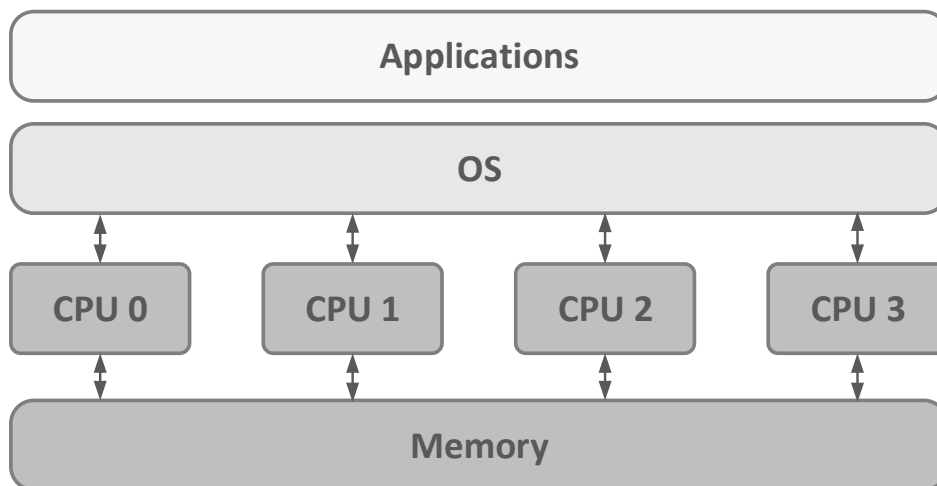 Applications
OS
CPU 0
CPU 1
CPU 2
CPU 3
Memory